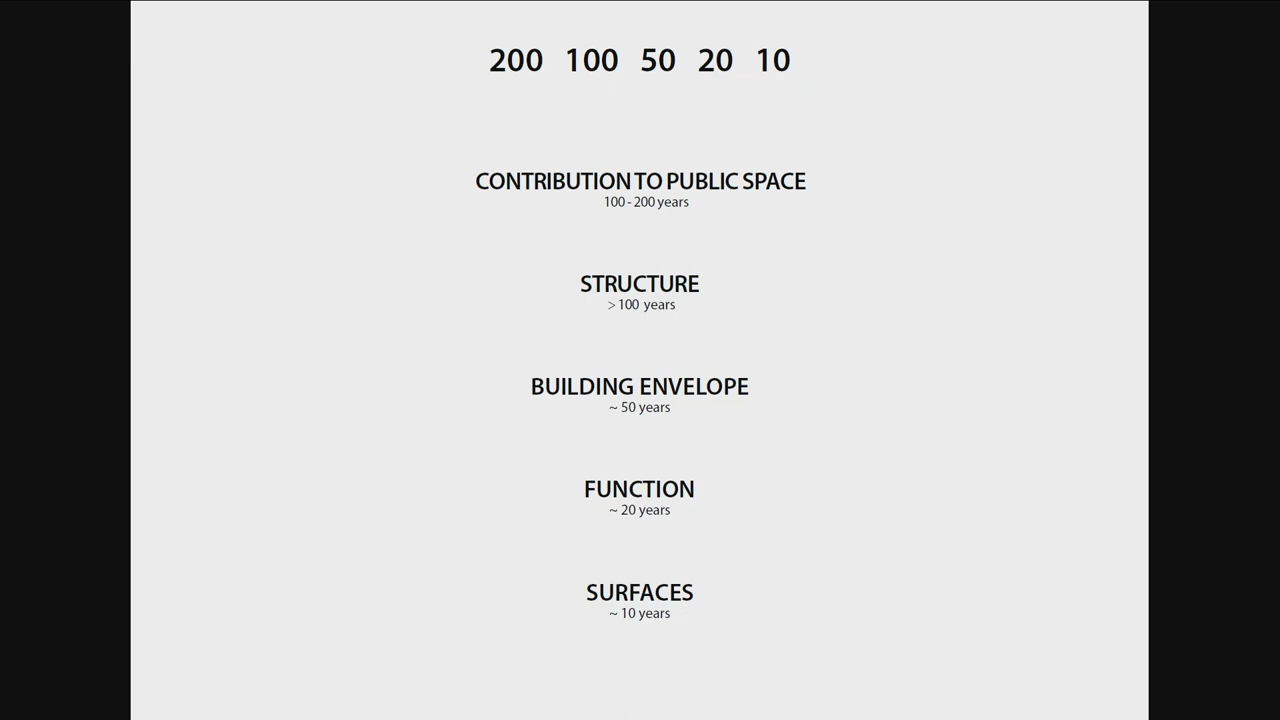 200 100 50 20 10
CONTRIBUTION TO PUBLIC SPACE
100 - 200 years
STRUCTURE
> 100 years
BUILDING ENVELOPE
~ 50 years
FUNCTION
~ 20 years
SURFACES
~ 10 years